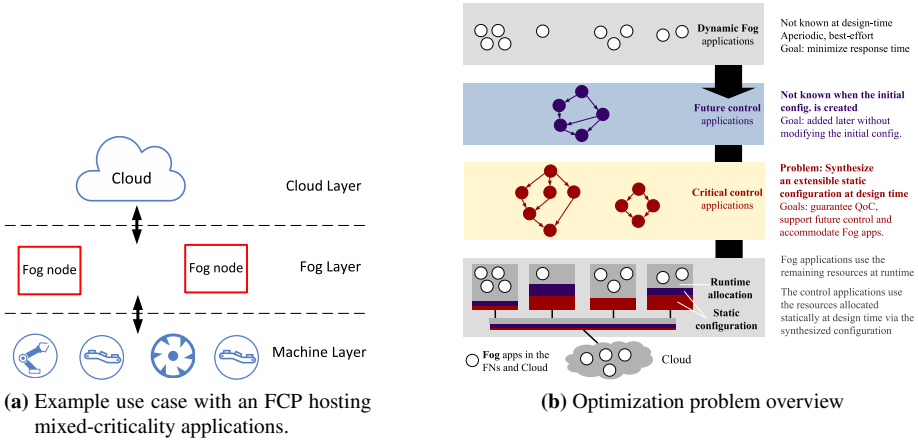 Cloud
Cloud Layer
Fog node
Fog node
Fog Layer
Machine Layer
(a) Example use case with an FCP hosting
mixed-criticality applications.
Dynamic Fog
applications
Not known at design-time
Aperiodic, best-effort
Goal: minimize response time
Future control
applications
Not known when the initial
config. is created
Goal: added later without
modifying the initial config.
Critical control
applications
Problem: Synthesize
an extensible static
configuration at design time
Goals: guarantee QoC,
support future control and
accommodate Fog apps.
Runtime
allocation
Static
configuration
Fog applications use the
remaining resources at runtime
The control applications use
the resources allocated
statically at design time via the
synthesized configuration
Fog apps in the
FNs and Cloud
Cloud
(b) Optimization problem overview